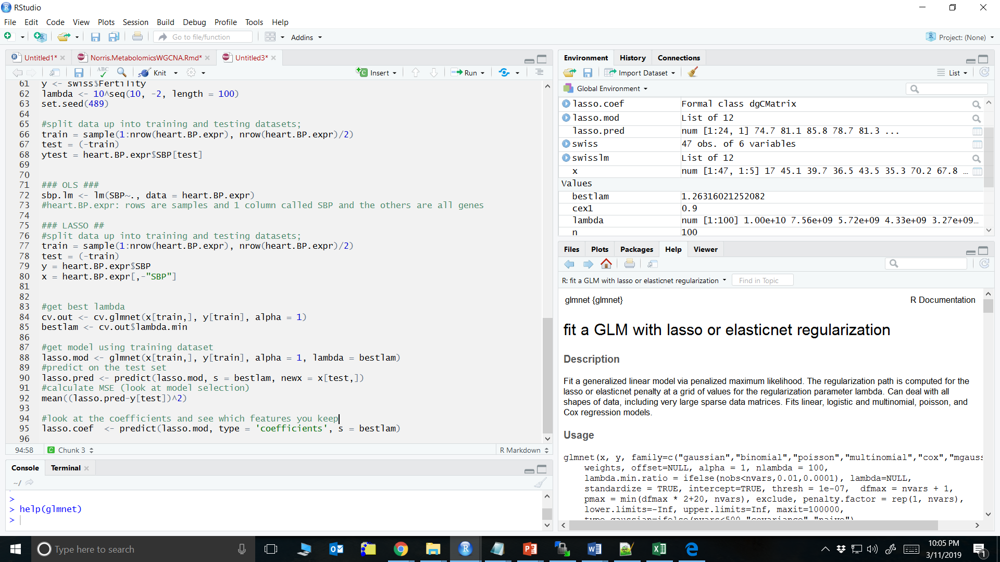 RStudio
File Edit Code View Plots Session Build Debug Profile Tools Help
Go to file/function Addins Project: (None)
Untitled1* Norris.MetabolomicsWGCNA.Rmd* Untitled3*
ABC Knit Insert Run
61 y <- swiss$Fertility
62 lambda <- 10^seq(10, -2, length = 100)
63 set.seed(489)
64
65 #split data up into training and testing datasets;
66 train = sample(1:nrow(heart.BP.expr), nrow(heart.BP.expr)/2)
67 test = (-train)
68 ytest = heart.BP.expr$SBP[test]
69
70
71 ### OLS ###
72 sbp.lm <- lm(SBP~., data = heart.BP.expr)
73 #heart.BP.expr: rows are samples and 1 column called SBP and the others are all genes
74
75 ### LASSO ##
76 #split data up into training and testing datasets;
77 train = sample(1:nrow(heart.BP.expr), nrow(heart.BP.expr)/2)
78 test = (-train)
79 y = heart.BP.expr$SBP
80 x = heart.BP.expr[,-"SBP"]
81
82
83 #get best lambda
84 cv.out <- cv.glmnet(x[train,], y[train], alpha = 1)
85 bestlam <- cv.out$lambda.min
86
87 #get model using training dataset
88 lasso.mod <- glmnet(x[train,], y[train], alpha = 1, lambda = bestlam)
89 #predict on the test set
90 lasso.pred <- predict(lasso.mod, s = bestlam, newx = x[test,])
91 #calculate MSE (look at model selection)
92 mean((lasso.pred-y[test])^2)
93
94 #look at the coefficients and see which features you keep
95 lasso.coef  <- predict(lasso.mod, type = 'coefficients', s = bestlam)
96
94:58 C Chunk 3 R Markdown
Console Terminal
~/
>
> help(glmnet)
>
Environment History Connections
Import Dataset List
Global Environment
lasso.coef Formal class dgCMatrix
lasso.mod List of 12
lasso.pred num [1:24, 1] 74.7 81.1 85.8 78.7 81.3 ...
swiss 47 obs. of 6 variables
swisslm List of 12
x num [1:47, 1:5] 17 45.1 39.7 36.5 43.5 35.3 70.2 67.8 …
Values
bestlam 1.26316021252082
cex1 0.9
lambda num [1:100] 1.00e+10 7.56e+09 5.72e+09 4.33e+09 3.27e+09…
n 100
Files Plots Packages Help Viewer
R: fit a GLM with lasso or elasticnet regularization Find in Topic
glmnet {glmnet} R Documentation
fit a GLM with lasso or elasticnet regularization
Description
Fit a generalized linear model via penalized maximum likelihood. The regularization path is computed for the
lasso or elasticnet penalty at a grid of values for the regularization parameter lambda. Can deal with all
shapes of data, including very large sparse data matrices. Fits linear, logistic and multinomial, poisson, and
Cox regression models.
Usage
glmnet(x, y, family=c("gaussian","binomial","poisson","multinomial","cox","mgaus
weights, offset=NULL, alpha = 1, nlambda = 100,
lambda.min.ratio = ifelse(nobs<nvars,0.01,0.0001), lambda=NULL,
standardize = TRUE, intercept=TRUE, thresh = 1e-07,  dfmax = nvars + 1,
pmax = min(dfmax * 2+20, nvars), exclude, penalty.factor = rep(1, nvars),
lower.limits=-Inf, upper.limits=Inf, maxit=100000,
type.gaussian=ifelse(nvars<500,"covariance","naive")
Type here to search
10:05 PM
3/11/2019
1